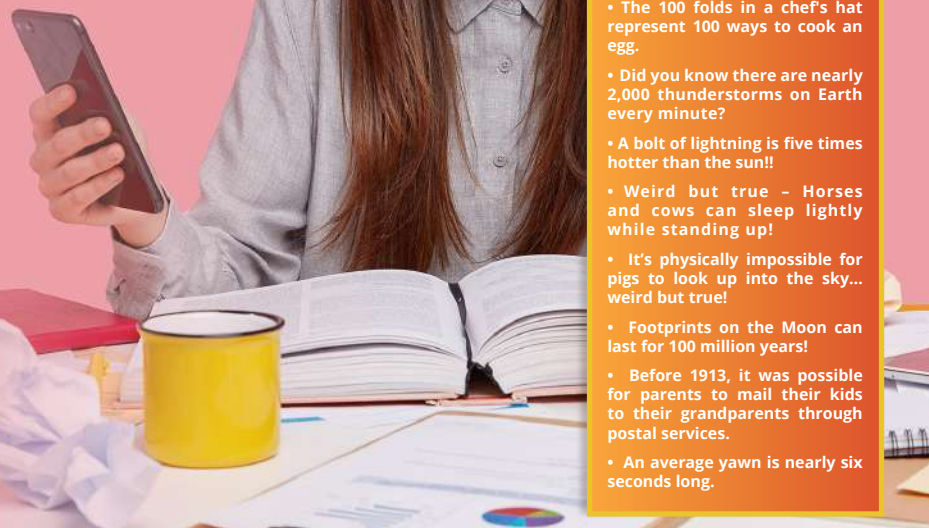 • The 100 folds in a chef's hat
represent 100 ways to cook an
egg.
• Did you know there are nearly
2,000 thunderstorms on Earth
every minute?
• A bolt of lightning is five times
hotter than the sun!!
• Weird but true – Horses
and cows can sleep lightly
while standing up!
• It’s physically impossible for
pigs to look up into the sky...
weird but true!
• Footprints on the Moon can
last for 100 million years!
• Before 1913, it was possible
for parents to mail their kids
to their grandparents through
postal services.
• An average yawn is nearly six
seconds long.